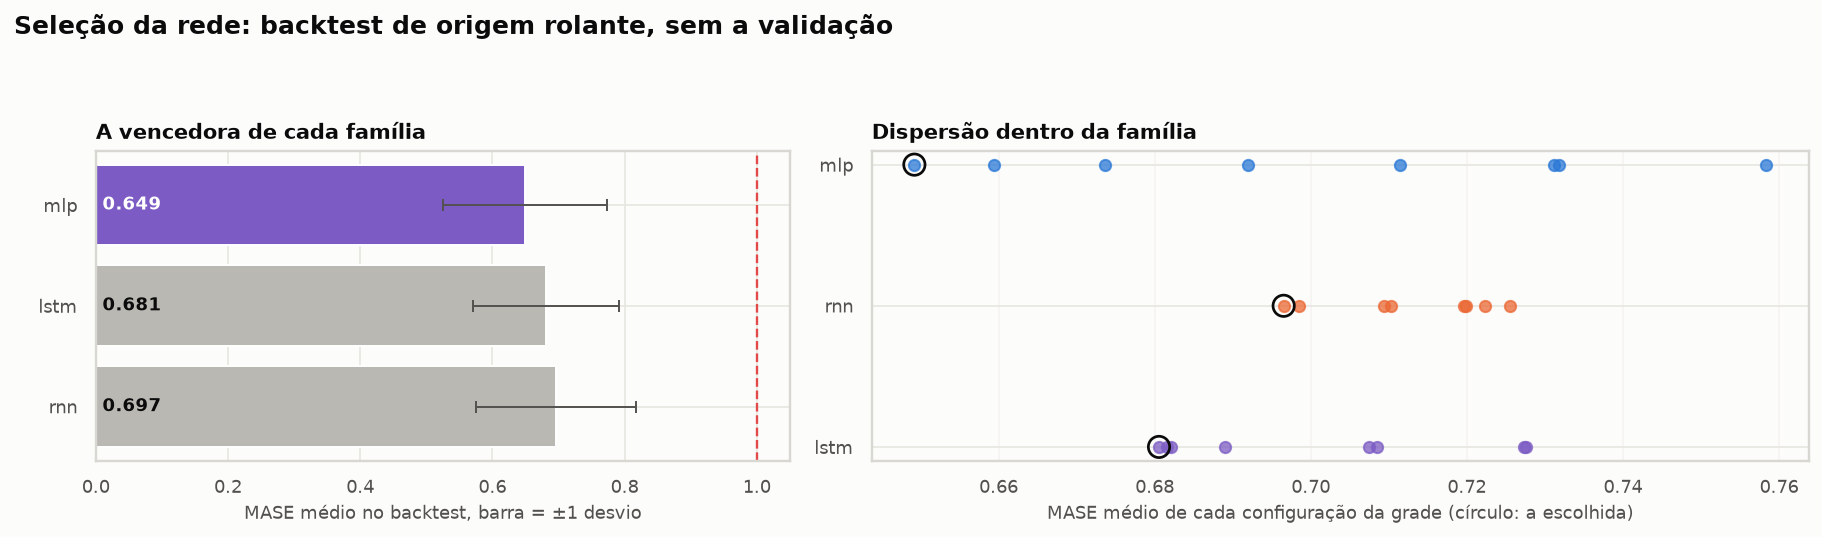 Seleção da rede: backtest de origem rolante, sem a validação
A vencedora de cada família
mlp
0.649
lstm
0.681
rnn
0.697
0.0 0.2 0.4 0.6 0.8 1.0
MASE médio no backtest, barra = ±1 desvio
Dispersão dentro da família
mlp
rnn
lstm
0.66 0.68 0.70 0.72 0.74 0.76
MASE médio de cada configuração da grade (círculo: a escolhida)